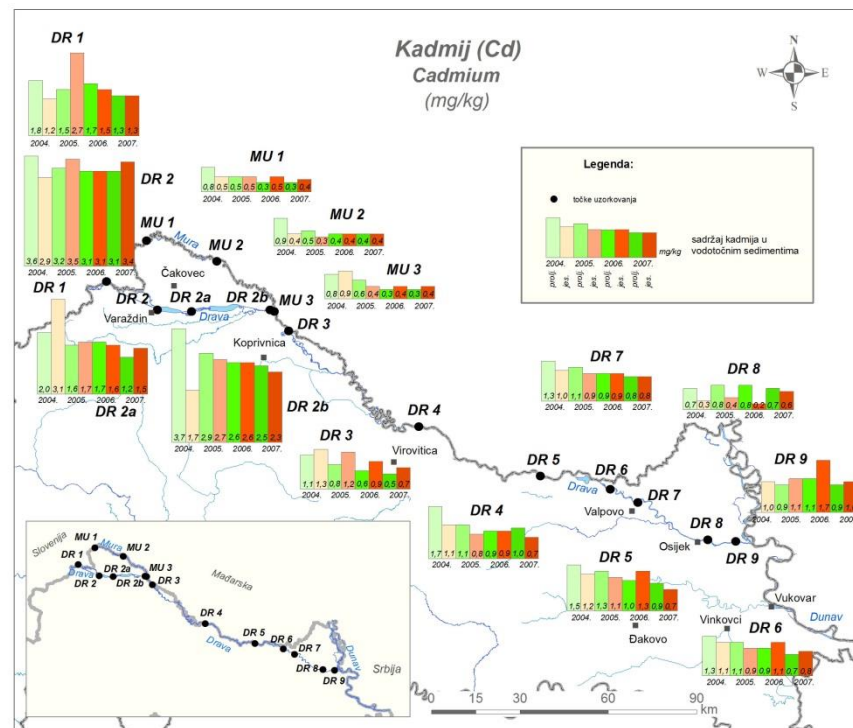 Kadmij (Cd)
Cadmium
(mg/kg)
N
W E
S
DR 1
1,8 1,2 1,5 2,7 1,7 1,5 1,3 1,3
2004. 2005. 2006. 2007.
DR 2
3.6 2.9 3.2 3.5 3.1 3.1 3.1 3.4
2004. 2005. 2006. 2007.
MU 1
0,8 0,5 0,5 0,5 0,3 0,5 0,3 0,4
2004. 2005. 2006. 2007.
MU 2
0.9 0.4 0.5 0.3 0.4 0.4 0.4 0.4
2004. 2005. 2006. 2007.
MU 3
0.8 0.9 0.6 0.4 0.3 0.4 0.3 0.4
2004. 2005. 2006. 2007.
Legenda:
točke uzorkovanja
mg/kg
sadržaj kadmija u
vodotočnim sedimentima
2004. 2005. 2006. 2007.
prolj. jes. prolj. jes. prolj. jes. prolj. jes.
MU 1
Mura
MU 2
Čakovec
DR 1
DR 2
DR 2a
DR 2b
MU 3
Varaždin
Drava
DR 3
Koprivnica
2,0 3,1 1,6 1,7 1,7 1,6 1,2 1,5
2004. 2005. 2006. 2007.
DR 2a
3.7 1.7 2.9 2.7 2.6 2.6 2.5 2.3
2004. 2005. 2006. 2007.
DR 2b
DR 3
1.1 1.3 0.8 1.2 0.6 0.9 0.5 0.7
2004. 2005. 2006. 2007.
DR 4
Virovitica
DR 7
1.3 1.0 1.1 0.9 0.9 0.9 0.8 0.8
2004. 2005. 2006. 2007.
DR 8
0.7 0.3 0.8 0.4 0.8 0.2 0.7 0.6
2004. 2005. 2006. 2007.
DR 5
Drava
DR 6
DR 7
Valpovo
DR 8
Osijek
DR 9
DR 9
1.0 0.9 1.1 1.1 1.7 0.9
2004. 2005. 2006.
DR 4
1.7 1.1 1.1 0.8 0.9 0.9 1.0 0.7
2004. 2005. 2006. 2007.
DR 5
1.5 1.2 1.3 1.1 1.0 1.3 0.9 0.7
2004. 2005. 2006. 2007.
Đakovo
Vukovar
Vinkovci
Dunav
DR 6
1.3 1.1 1.1 0.9 0.9 1.1 0.7 0.8
2004. 2005. 2006. 2007.
Slovenija
MU 1
Mura
MU 2
DR 1
Drava
DR 2a
MU 3
DR 2
DR 2b
DR 3
Mađarska
DR 4
Drava
DR 5
DR 6
DR 7
DR 8
DR 9
Dunav
Srbija
0 15 30 60 90
km